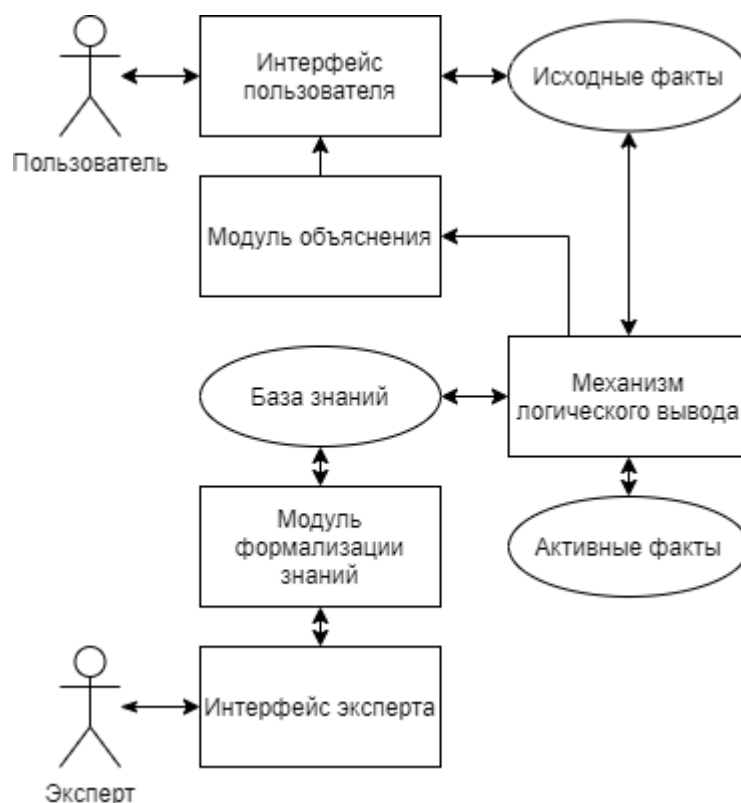 Интерфейс
пользователя
Исходные факты
Пользователь
Модуль объяснения
База знаний
Механизм
логического вывода
Модуль
формализации
знаний
Активные факты
Интерфейс эксперта
Эксперт